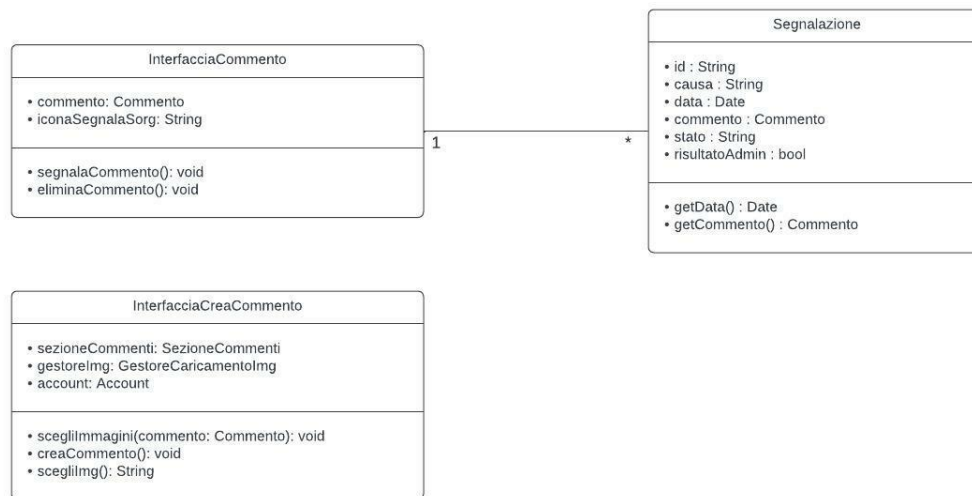 InterfacciaCommento
• commento: Commento
• iconaSegnalaSorg: String
• segnalaCommento(): void
• eliminaCommento(): void
1
*
Segnalazione
• id : String
• causa : String
• data : Date
• commento : Commento
• stato : String
• risultatoAdmin : bool
• getData() : Date
• getCommento() : Commento
InterfacciaCreaCommento
• sezioneCommenti: SezioneCommenti
• gestoreImg: GestoreCaricamentoImg
• account: Account
• scegliImmagini(commento: Commento): void
• creaCommento(): void
• scegliImg(): String